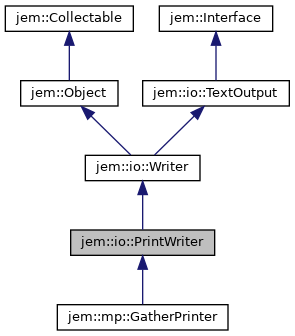 jem::Collectable
jem::Interface
jem::Object
jem::io::TextOutput
jem::io::Writer
jem::io::PrintWriter
jem::mp::GatherPrinter